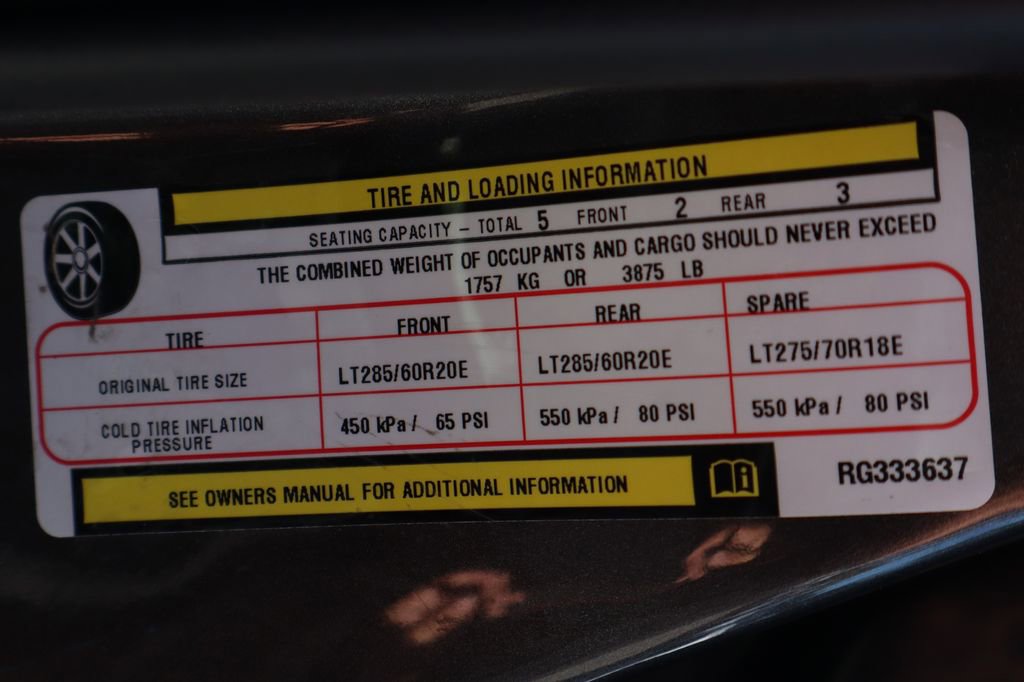 TIRE AND LOADING INFORMATION
SEATING CAPACITY – TOTAL 5 FRONT 2 REAR 3
THE COMBINED WEIGHT OF OCCUPANTS AND CARGO SHOULD NEVER EXCEED
1757 KG OR 3875 LB
TIRE FRONT REAR SPARE
ORIGINAL TIRE SIZE LT285/60R20E LT285/60R20E LT275/70R18E
COLD TIRE INFLATION PRESSURE 450 kPa/ 65 PSI 550 kPa/ 80 PSI 550 kPa/ 80 PSI
SEE OWNERS MANUAL FOR ADDITIONAL INFORMATION
RG333637